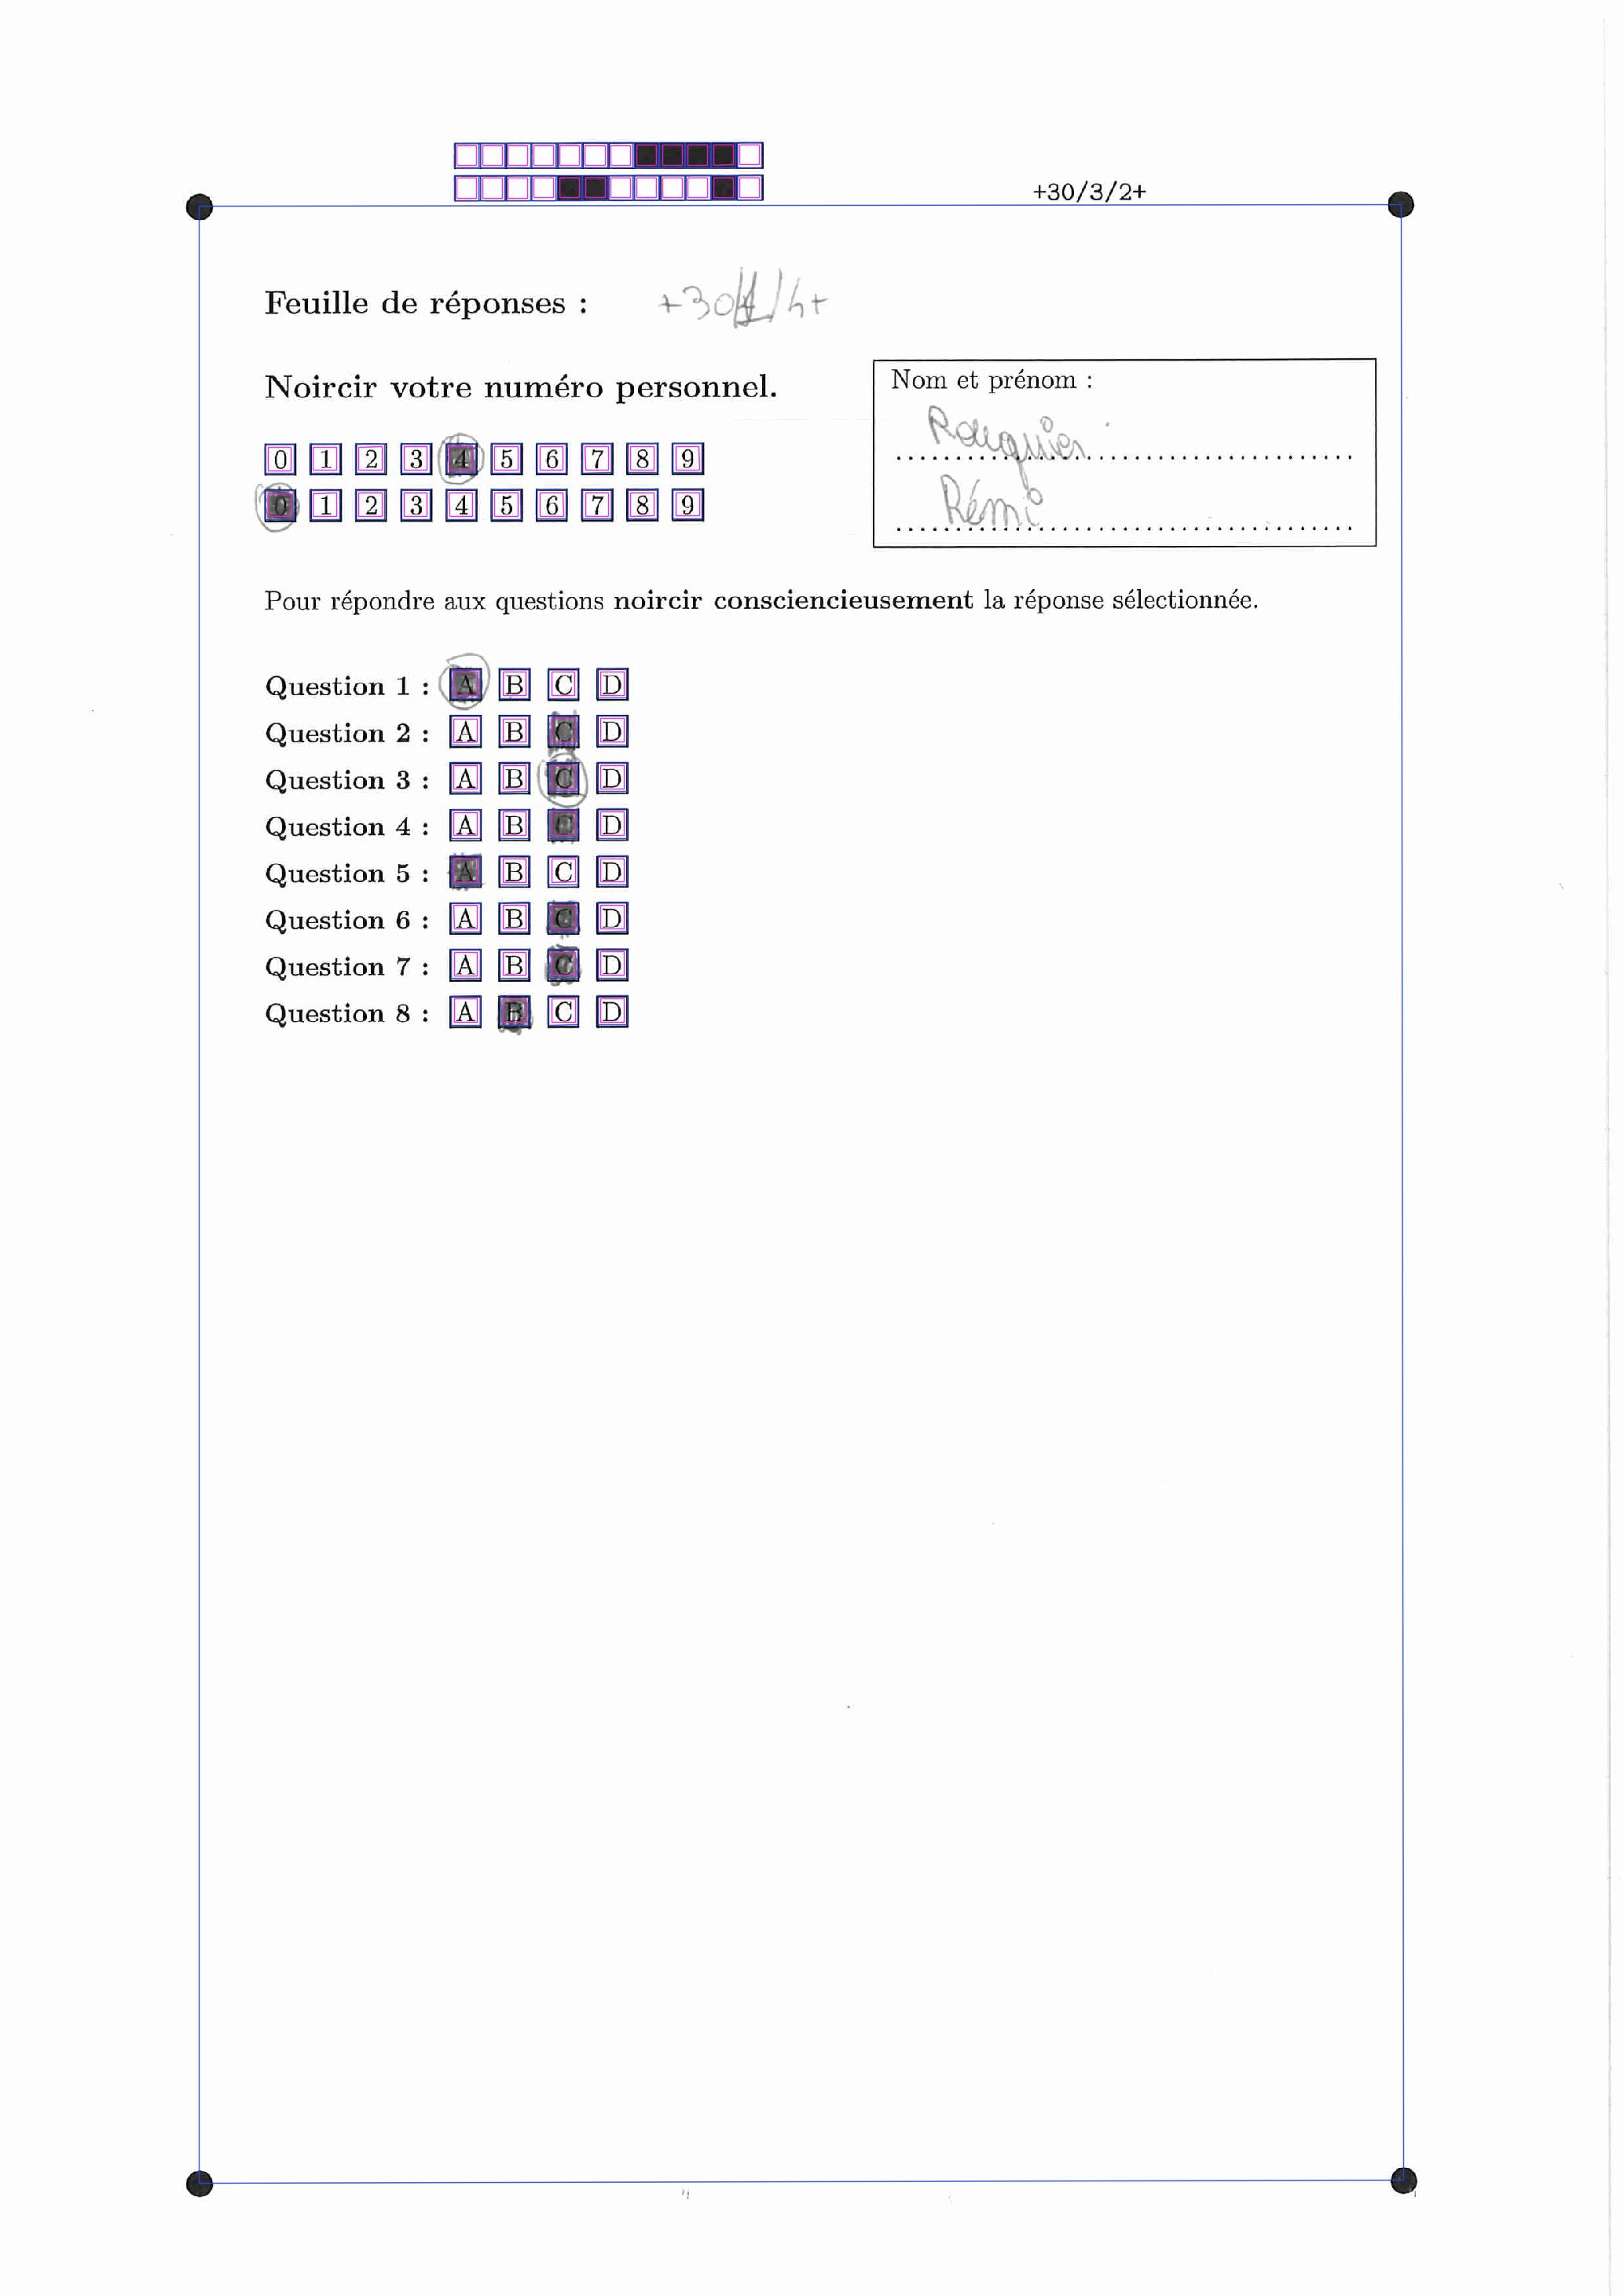 +30/3/2+
Feuille de réponses :
Noircir votre numéro personnel.
Nom et prénom :
Rouquier
Rémi
0 1 2 3 4 5 6 7 8 9
0 1 2 3 4 5 6 7 8 9
Pour répondre aux questions noircir consciencieusement la réponse sélectionnée.
Question 1 : A B C D
Question 2 : A B C D
Question 3 : A B C D
Question 4 : A B C D
Question 5 : A B C D
Question 6 : A B C D
Question 7 : A B C D
Question 8 : A B C D